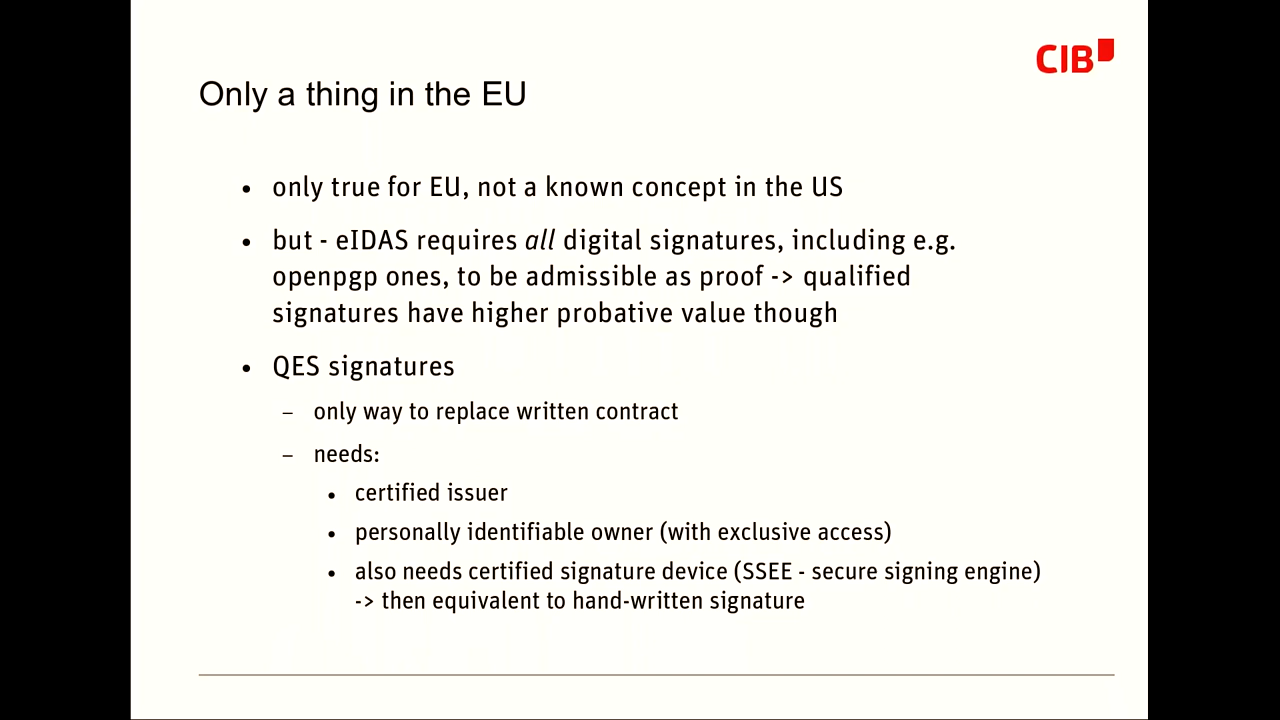 CIB
Only a thing in the EU
• only true for EU, not a known concept in the US
• but - eIDAS requires all digital signatures, including e.g.
openpgp ones, to be admissible as proof -> qualified
signatures have higher probative value though
• QES signatures
– only way to replace written contract
– needs:
• certified issuer
• personally identifiable owner (with exclusive access)
• also needs certified signature device (SSEE - secure signing engine)
-> then equivalent to hand-written signature